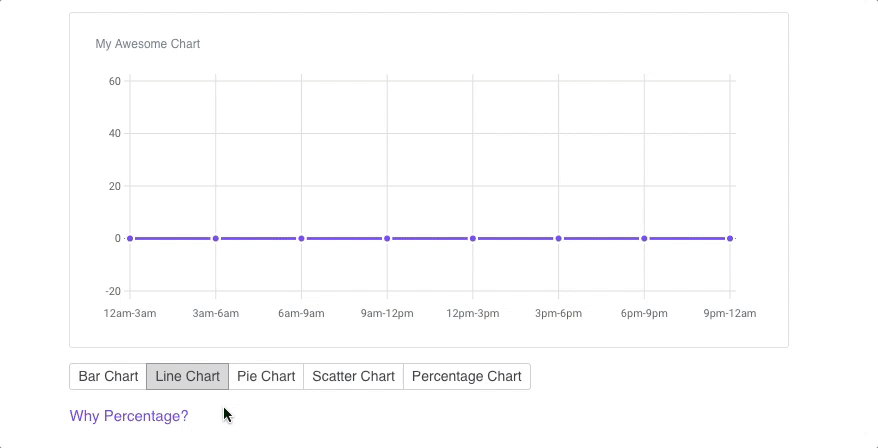 My Awesome Chart
60
40
20
0
-20
12am-3am 3am-6am 6am-9am 9am-12pm 12pm-3pm 3pm-6pm 6pm-9pm 9pm-12am
Bar Chart Line Chart Pie Chart Scatter Chart Percentage Chart
Why Percentage?